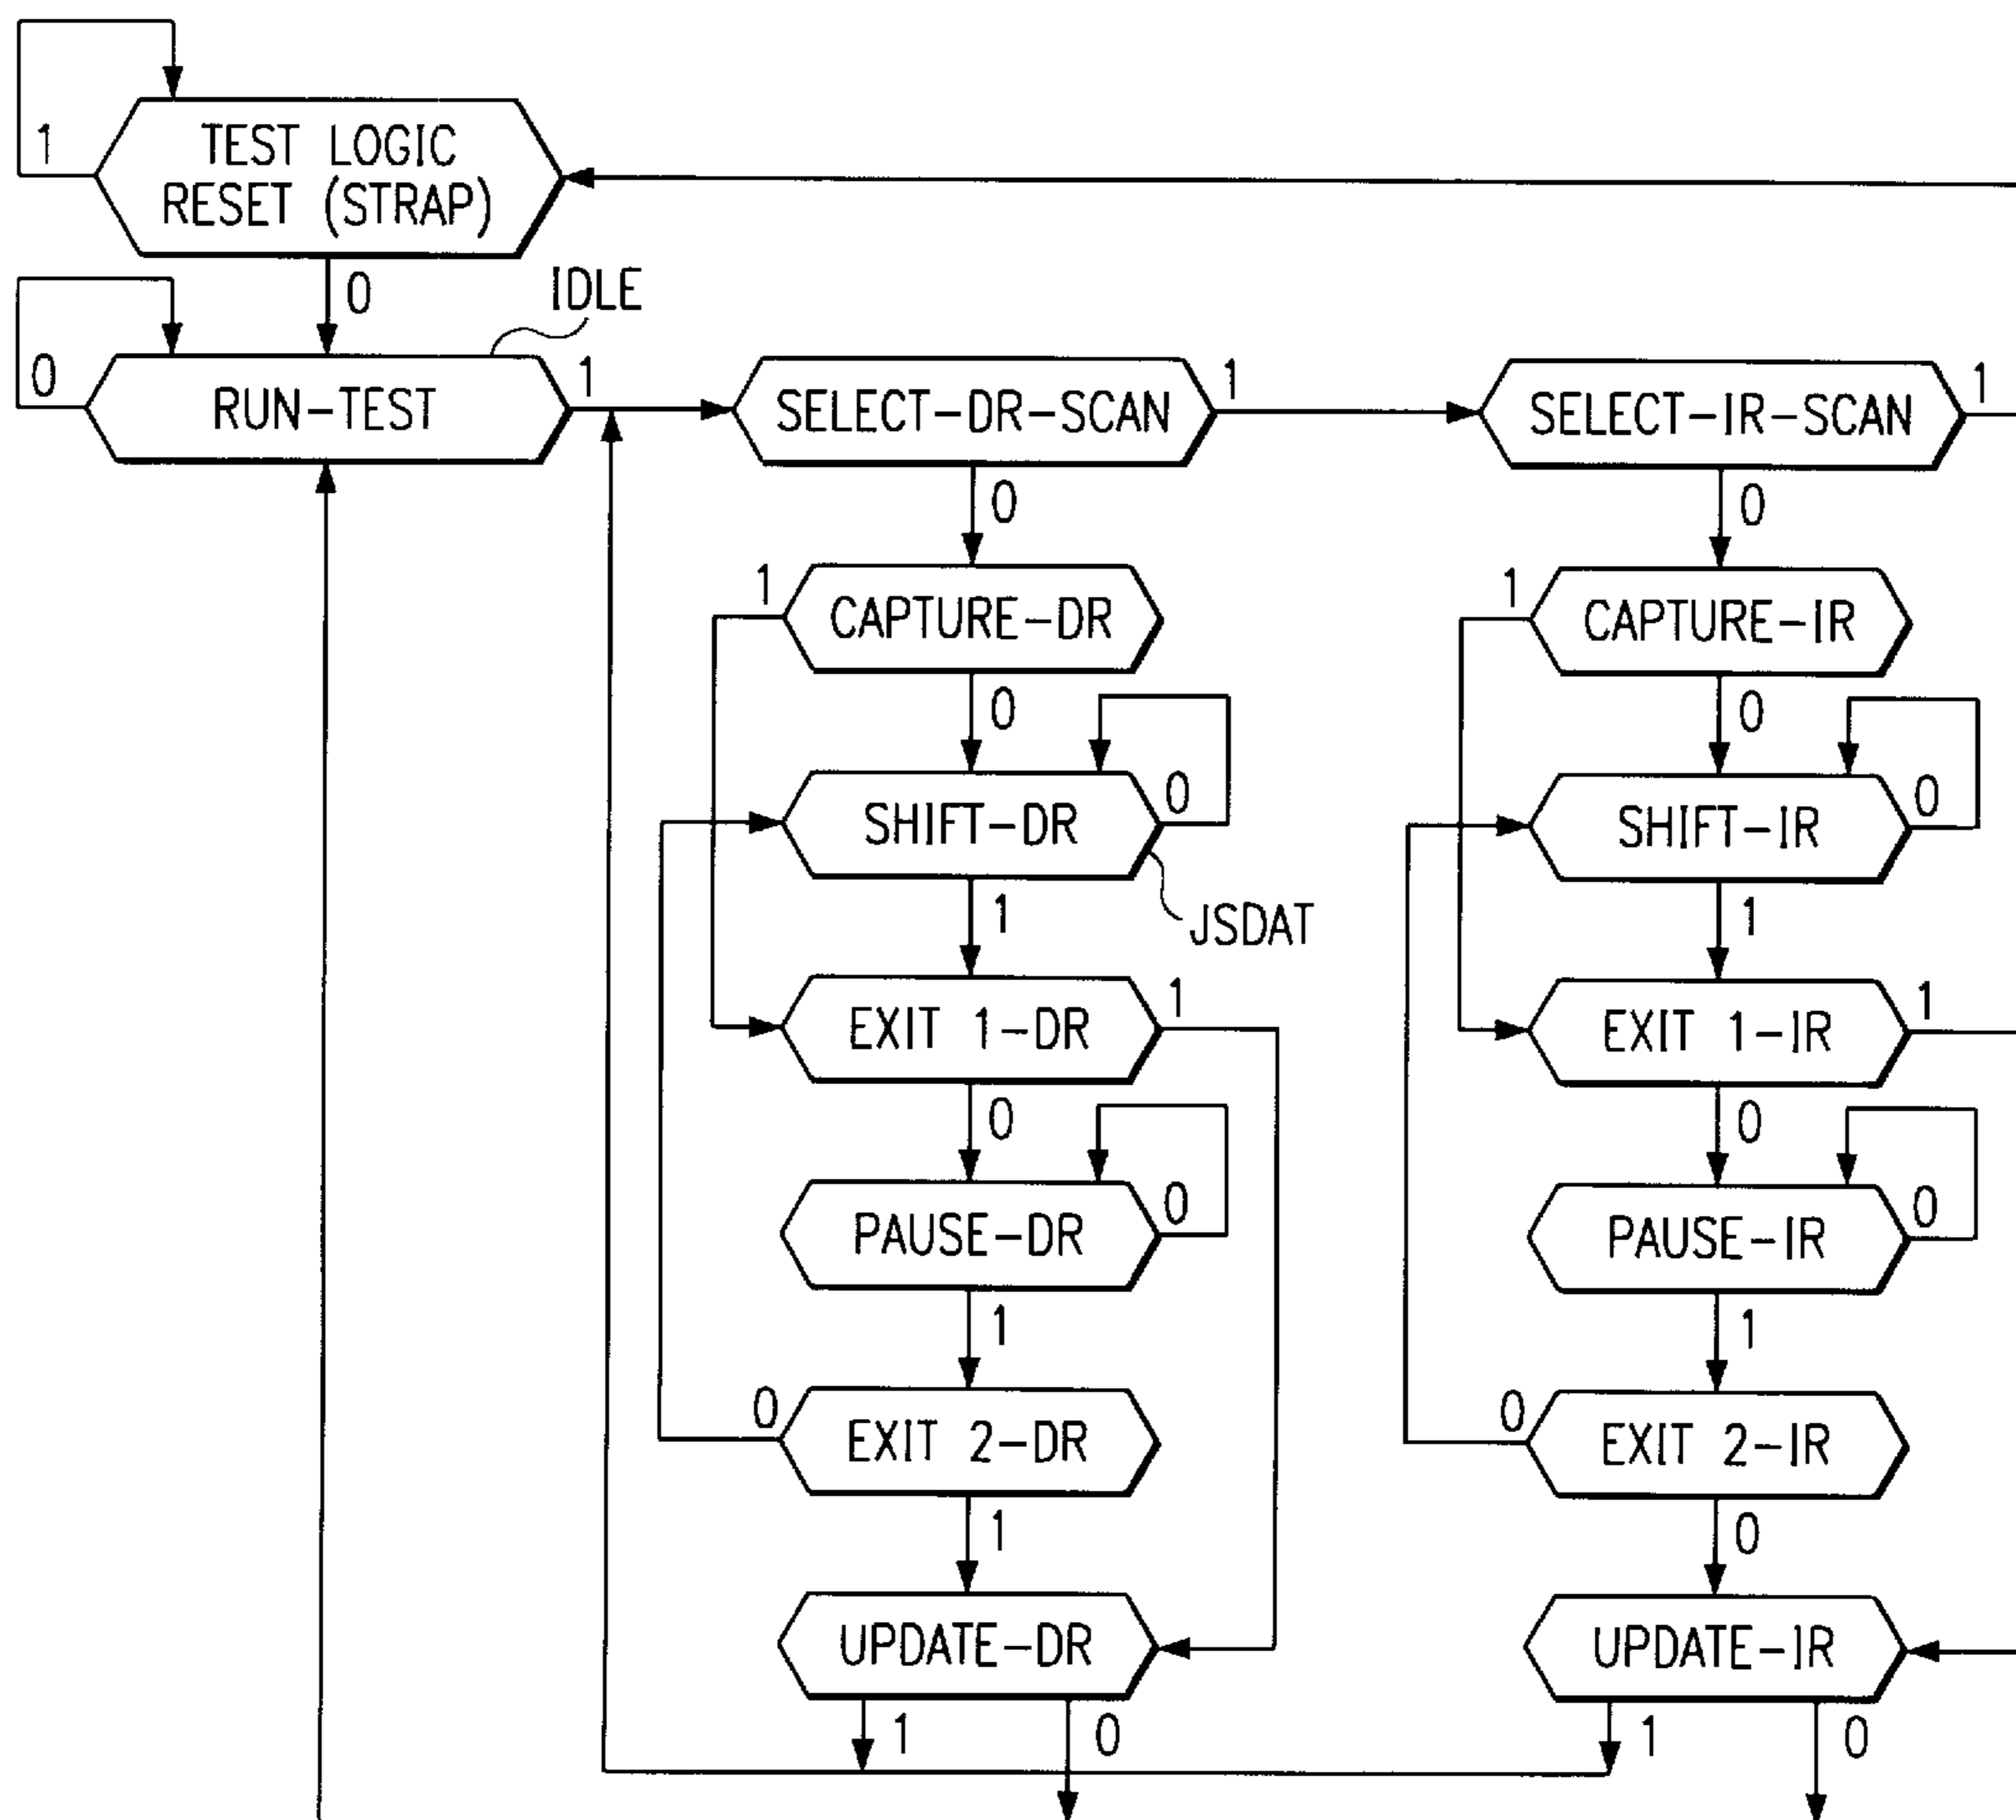 1
TEST LOGIC
RESET (STRAP)
0
IDLE
0
RUN-TEST
1
SELECT-DR-SCAN
1
SELECT-IR-SCAN
1
0
0
1
CAPTURE-DR
1
CAPTURE-IR
0
0
SHIFT-DR
0
SHIFT-IR
0
1
JSDAT
1
EXIT 1-DR
1
EXIT 1-IR
1
0
0
PAUSE-DR
0
PAUSE-IR
0
1
1
0
EXIT 2-DR
0
EXIT 2-IR
1
0
UPDATE-DR
UPDATE-IR
1
0
1
0